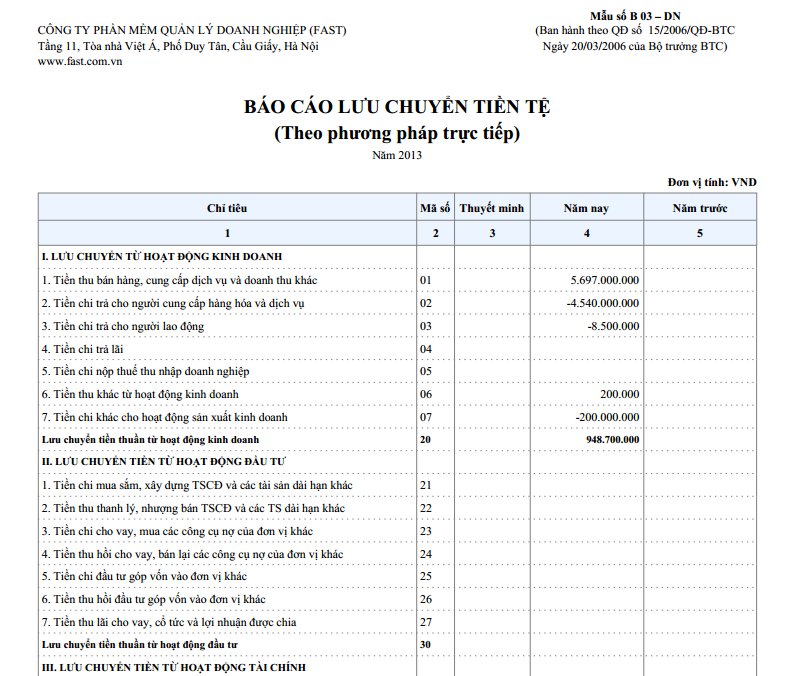 CÔNG TY PHẦN MỀM QUẢN LÝ DOANH NGHIỆP (FAST)
Tầng 11, Tòa nhà Việt Á, Phố Duy Tân, Cầu Giấy, Hà Nội
www.fast.com.vn
Mẫu số B 03 – DN
(Ban hành theo QĐ số 15/2006/QĐ-BTC
Ngày 20/03/2006 của Bộ trưởng BTC)
BÁO CÁO LƯU CHUYỂN TIỀN TỆ
(Theo phương pháp trực tiếp)
Năm 2013
Đơn vị tính: VND
Chỉ tiêu Mã số Thuyết minh Năm nay Năm trước
1 2 3 4 5
I. LƯU CHUYỂN TỪ HOẠT ĐỘNG KINH DOANH
1. Tiền thu bán hàng, cung cấp dịch vụ và doanh thu khác 01 5.697.000.000
2. Tiền chi trả cho người cung cấp hàng hóa và dịch vụ 02 -4.540.000.000
3. Tiền chi trả cho người lao động 03 -8.500.000
4. Tiền chi trả lãi 04
5. Tiền chi nộp thuế thu nhập doanh nghiệp 05
6. Tiền thu khác từ hoạt động kinh doanh 06 200.000
7. Tiền chi khác cho hoạt động sản xuất kinh doanh 07 -200.000.000
Lưu chuyển tiền thuần từ hoạt động kinh doanh 20 948.700.000
II. LƯU CHUYỂN TIỀN TỪ HOẠT ĐỘNG ĐẦU TƯ
1. Tiền chi mua sắm, xây dựng TSCĐ và các tài sản dài hạn khác 21
2. Tiền thu thanh lý, nhượng bán TSCĐ và các TS dài hạn khác 22
3. Tiền chi cho vay, mua các công cụ nợ của đơn vị khác 23
4. Tiền thu hồi cho vay, bán lại các công cụ nợ của đơn vị khác 24
5. Tiền chi đầu tư góp vốn vào đơn vị khác 25
6. Tiền thu hồi đầu tư góp vốn vào đơn vị khác 26
7. Tiền thu lãi cho vay, cổ tức và lợi nhuận được chia 27
Lưu chuyển tiền thuần từ hoạt động đầu tư 30
III. LƯU CHUYỂN TIỀN TỪ HOẠT ĐỘNG TÀI CHÍNH